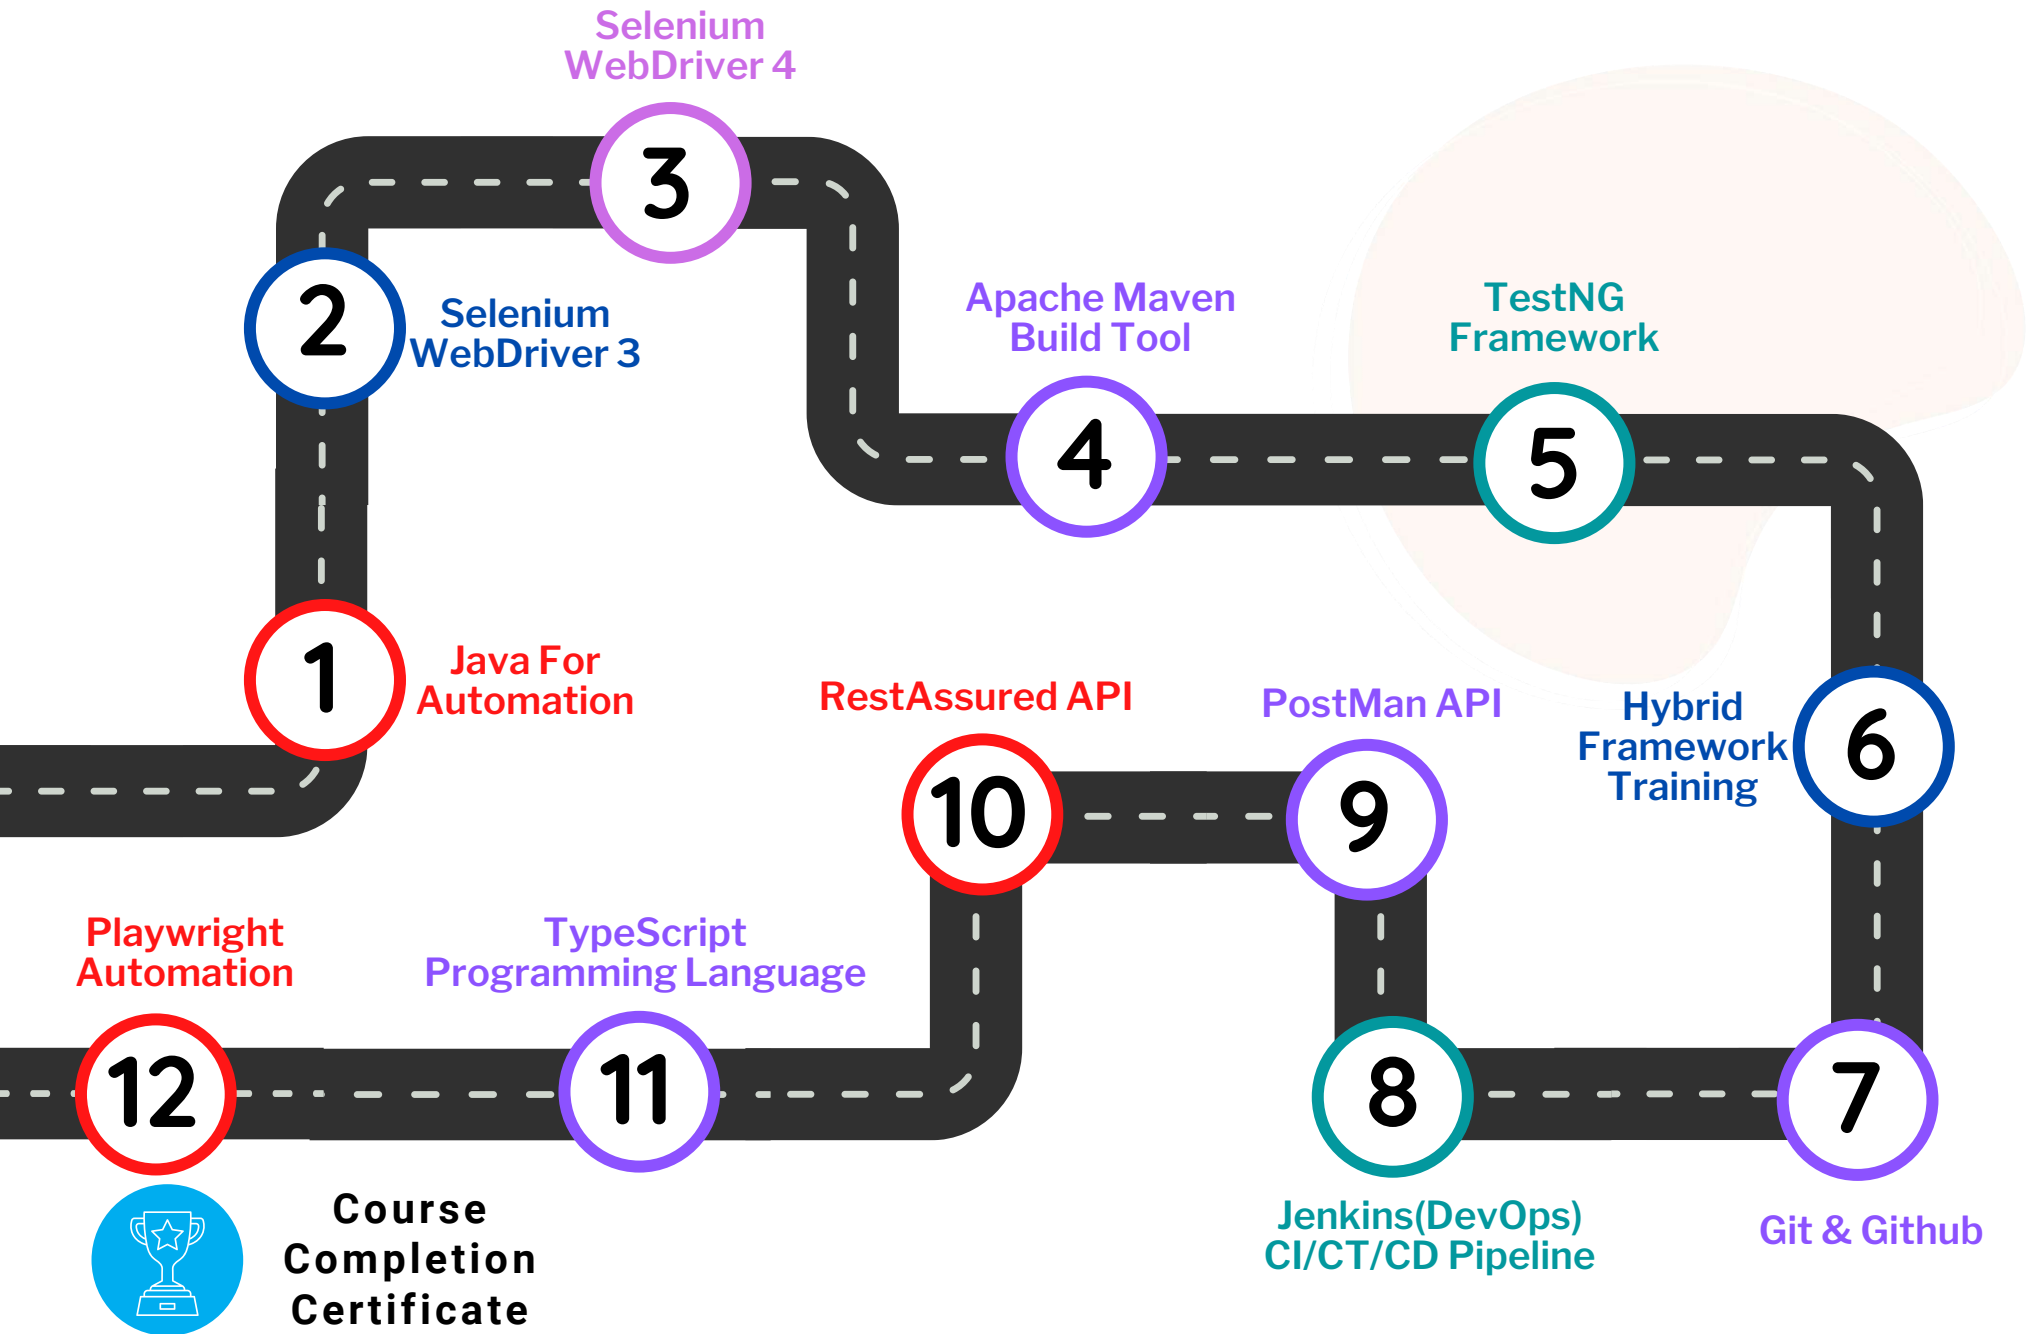 Selenium
WebDriver 4
3
2
Selenium
WebDriver 3
Apache Maven
Build Tool
4
TestNG
Framework
5
1
Java For
Automation
RestAssured API
10
PostMan API
9
Hybrid
Framework
Training
6
Playwright
Automation
12
TypeScript
Programming Language
11
8
Jenkins(DevOps)
CI/CT/CD Pipeline
7
Git & Github
Course
Completion
Certificate